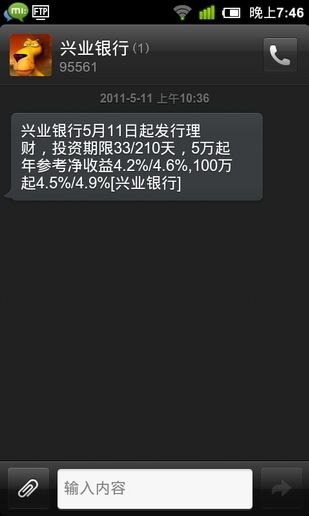 mi:
FTP
晚上7:46
兴业银行(1)
95561
2011-5-11 上午10:36
兴业银行5月11日起发行理
财，投资期限33/210天，5万起
年参考净收益4.2%/4.6%,100万
起4.5%/4.9%[兴业银行]
输入内容